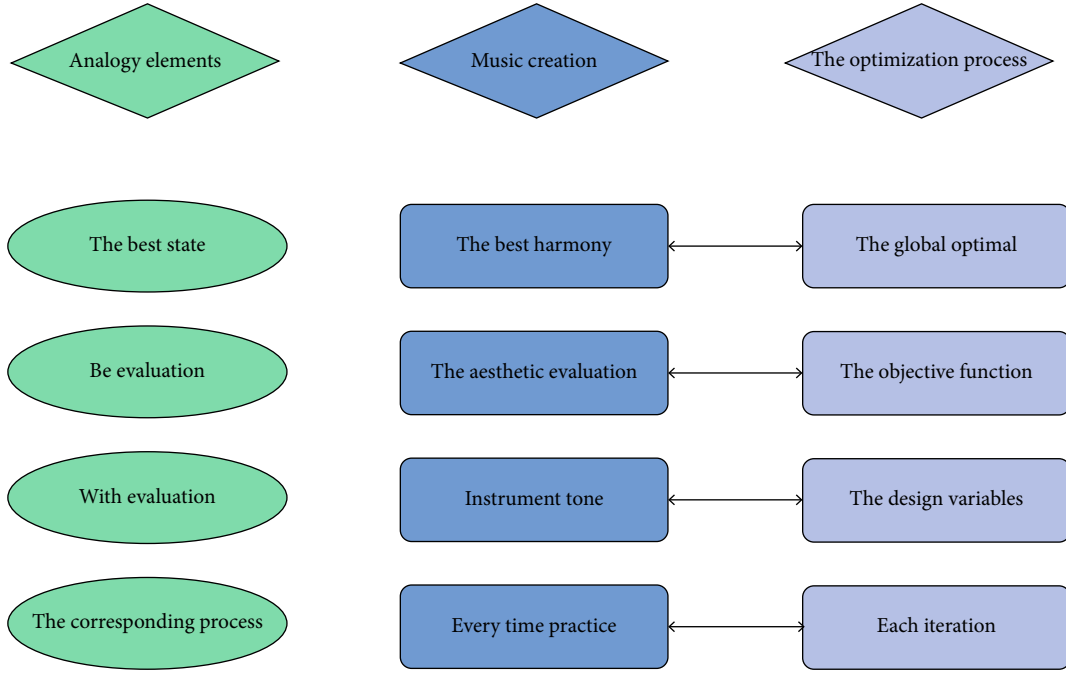 Analogy elements
Music creation
The optimization process
The best state
The best harmony
The global optimal
Be evaluation
The aesthetic evaluation
The objective function
With evaluation
Instrument tone
The design variables
The corresponding process
Every time practice
Each iteration